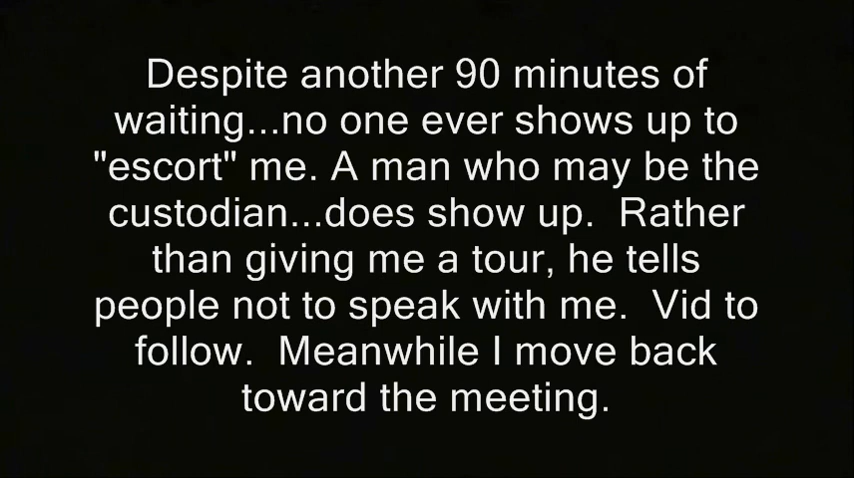 Despite another 90 minutes of
waiting...no one ever shows up to
"escort" me. A man who may be the
custodian...does show up.  Rather
than giving me a tour, he tells
people not to speak with me.  Vid to
follow.  Meanwhile I move back
toward the meeting.